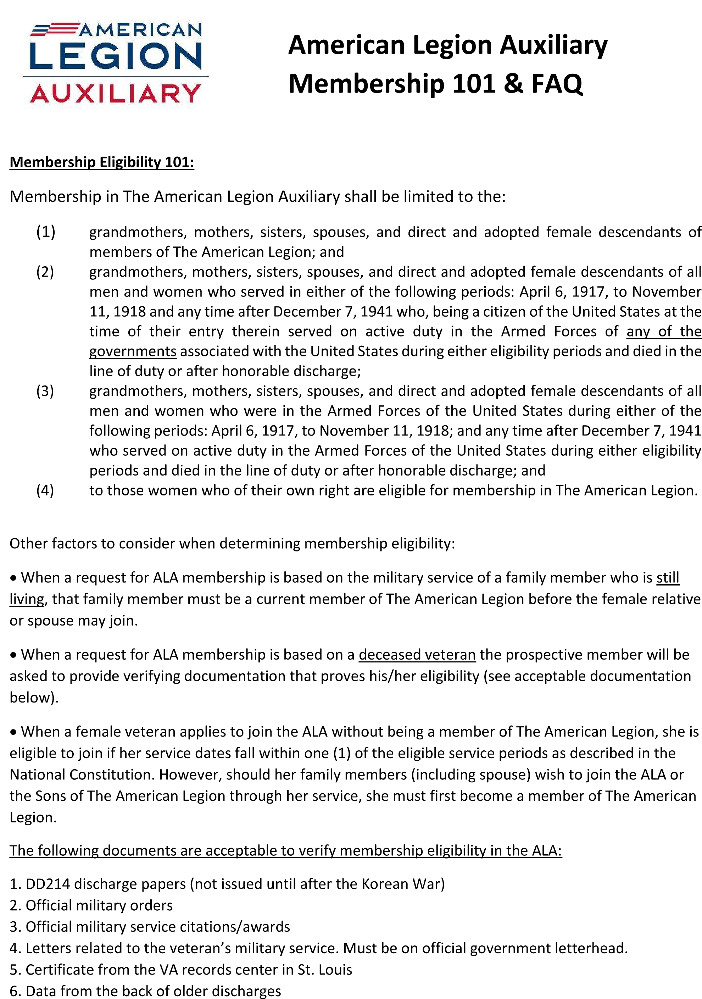 AMERICAN
LEGION
AUXILIARY
American Legion Auxiliary
Membership 101 & FAQ
Membership Eligibility 101:
Membership in The American Legion Auxiliary shall be limited to the:
(1) grandmothers, mothers, sisters, spouses, and direct and adopted female descendants of
members of The American Legion; and
(2) grandmothers, mothers, sisters, spouses, and direct and adopted female descendants of all
men and women who served in either of the following periods: April 6, 1917, to November
11, 1918 and any time after December 7, 1941 who, being a citizen of the United States at the
time of their entry therein served on active duty in the Armed Forces of any of the
governments associated with the United States during either eligibility periods and died in the
line of duty or after honorable discharge;
(3) grandmothers, mothers, sisters, spouses, and direct and adopted female descendants of all
men and women who were in the Armed Forces of the United States during either of the
following periods: April 6, 1917, to November 11, 1918; and any time after December 7, 1941
who served on active duty in the Armed Forces of the United States during either eligibility
periods and died in the line of duty or after honorable discharge; and
(4) to those women who of their own right are eligible for membership in The American Legion.
Other factors to consider when determining membership eligibility:
• When a request for ALA membership is based on the military service of a family member who is still
living, that family member must be a current member of The American Legion before the female relative
or spouse may join.
• When a request for ALA membership is based on a deceased veteran the prospective member will be
asked to provide verifying documentation that proves his/her eligibility (see acceptable documentation
below).
• When a female veteran applies to join the ALA without being a member of The American Legion, she is
eligible to join if her service dates fall within one (1) of the eligible service periods as described in the
National Constitution. However, should her family members (including spouse) wish to join the ALA or
the Sons of The American Legion through her service, she must first become a member of The American
Legion.
The following documents are acceptable to verify membership eligibility in the ALA:
1. DD214 discharge papers (not issued until after the Korean War)
2. Official military orders
3. Official military service citations/awards
4. Letters related to the veteran’s military service. Must be on official government letterhead.
5. Certificate from the VA records center in St. Louis
6. Data from the back of older discharges